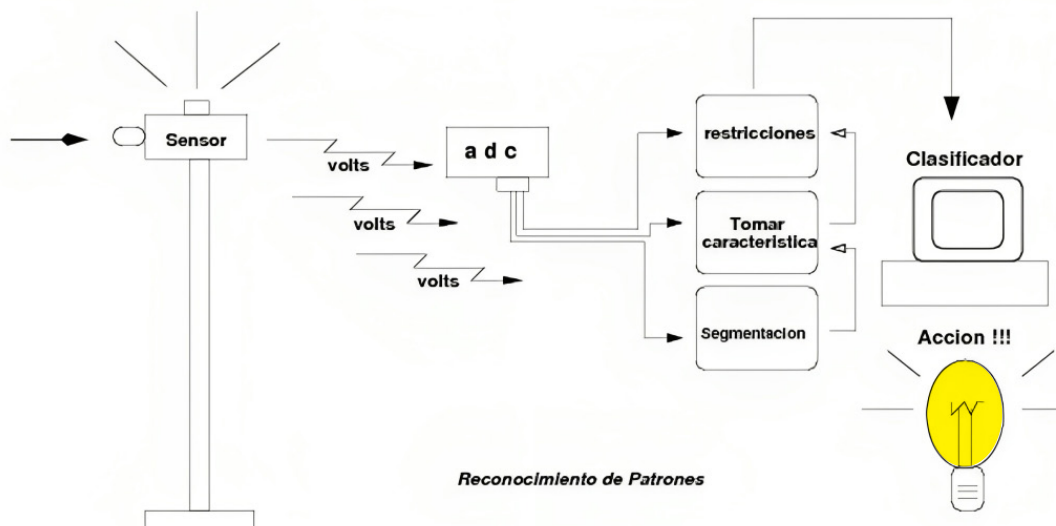 Sensor
volts
volts
volts
a d c
restricciones
Tomar
caracteristica
Segmentacion
Clasificador
Accion !!!
Reconocimiento de Patrones